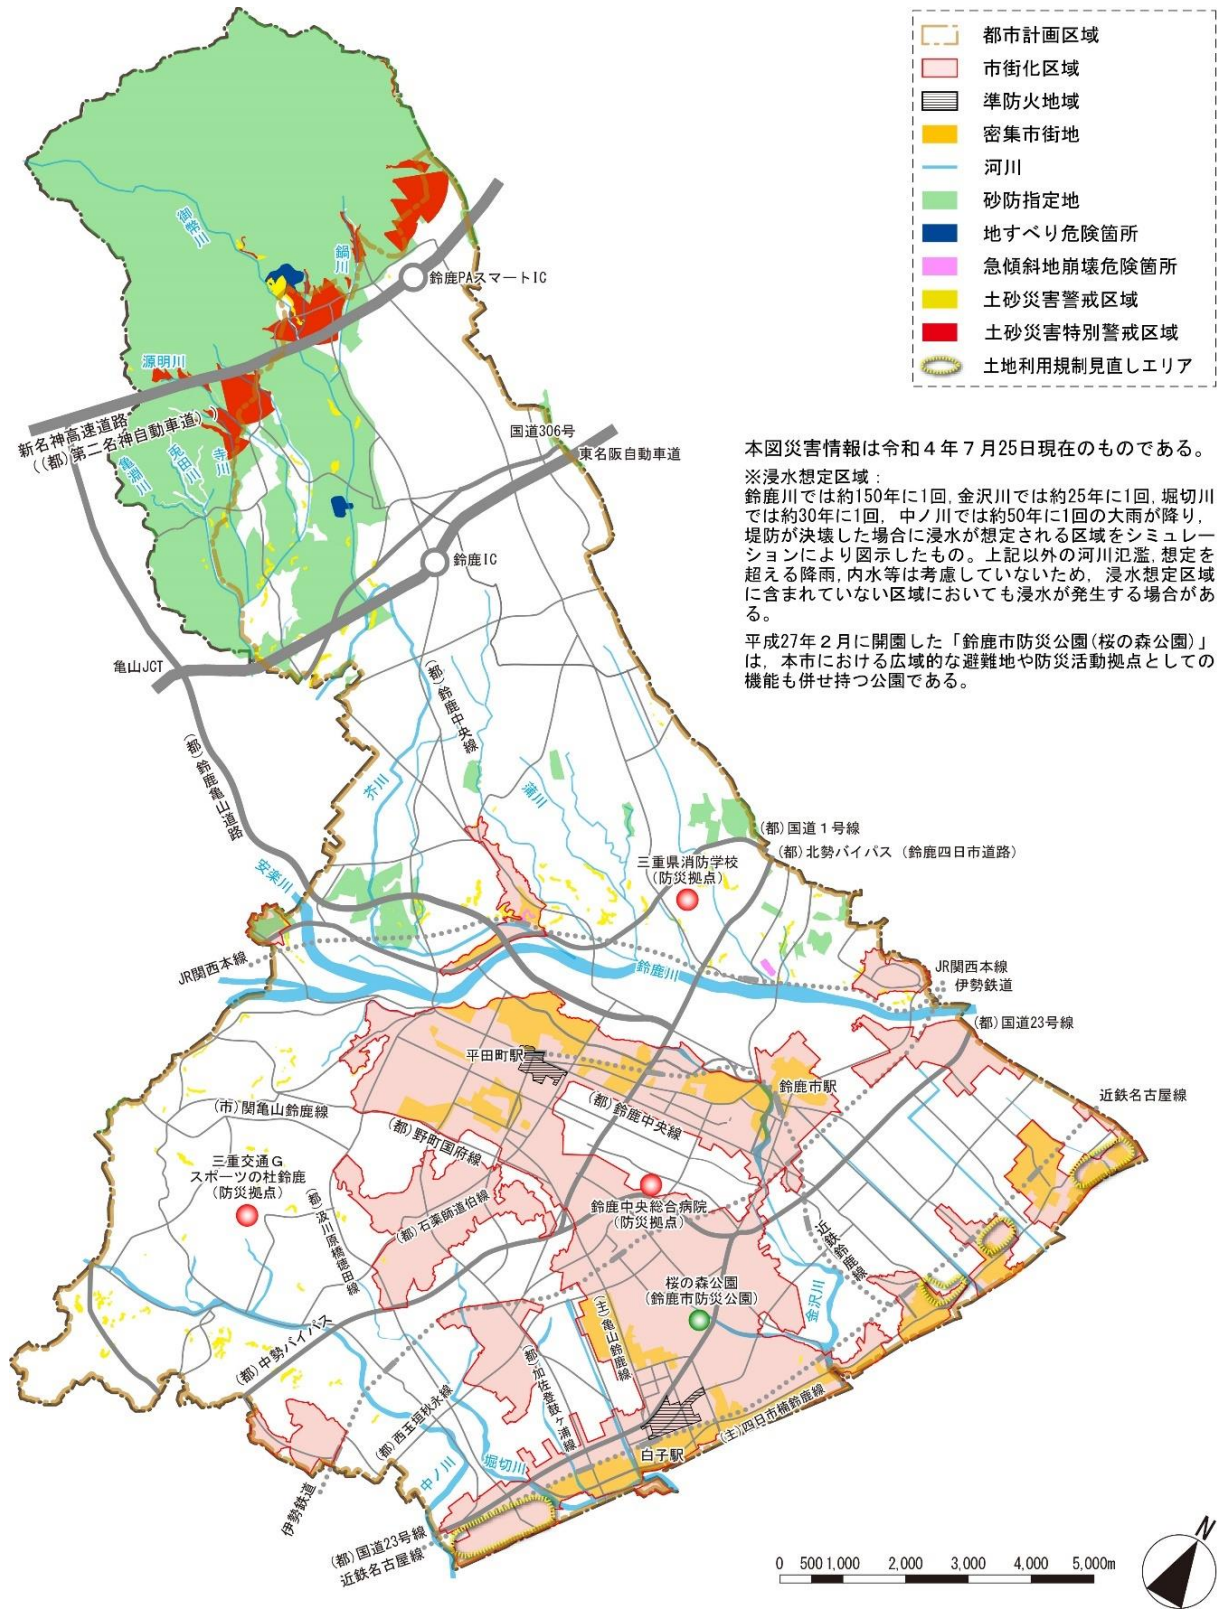 都市計画区域
市街化区域
準防火地域
密集市街地
河川
砂防指定地
地すべり危険箇所
急傾斜地崩壊危険箇所
土砂災害警戒区域
土砂災害特別警戒区域
土地利用規制見直しエリア
本図災害情報は令和４年７月25日現在のものである。
※浸水想定区域：
鈴鹿川では約150年に1回，金沢川では約25年に1回，堀切川
では約30年に1回，中ノ川では約50年に1回の大雨が降り，
堤防が決壊した場合に浸水が想定される区域をシミュレー
ションにより図示したもの。上記以外の河川氾濫，想定を
超える降雨，内水等は考慮していないため，浸水想定区域
に含まれていない区域においても浸水が発生する場合があ
る。
平成27年２月に開園した「鈴鹿市防災公園(桜の森公園)」
は，本市における広域的な避難地や防災活動拠点としての
機能も併せ持つ公園である。
御幣川
鍋川
鈴鹿PAスマートIC
源明川
新名神高速道路
((都)第二名神自動車道)
亀淵川
兎田川
寺川
国道306号
東名阪自動車道
鈴鹿IC
亀山JCT
(都)鈴鹿中央線
(都)鈴鹿亀山道路
芥川
蒲川
安楽川
(都)国道１号線
(都)北勢バイパス（鈴鹿四日市道路）
三重県消防学校
(防災拠点)
JR関西本線
鈴鹿川
JR関西本線
伊勢鉄道
(都)国道23号線
平田町駅
鈴鹿市駅
近鉄名古屋線
(市)関亀山鈴鹿線
(都)野町国府線
(都)鈴鹿中央線
三重交通Ｇ
スポーツの杜鈴鹿
(防災拠点)
(都)汲川原橋徳田線
(都)石薬師道伯線
鈴鹿中央総合病院
(防災拠点)
近鉄鈴鹿線
桜の森公園
(鈴鹿市防災公園)
金沢川
(主)亀山鈴鹿線
(都)中勢バイパス
(都)加佐登鼓ヶ浦線
(都)西玉垣秋永線
(主)四日市楠鈴鹿線
白子駅
堀切川
中ノ川
伊勢鉄道
(都)国道23号線
近鉄名古屋線
0 500 1,000 2,000 3,000 4,000 5,000m
N